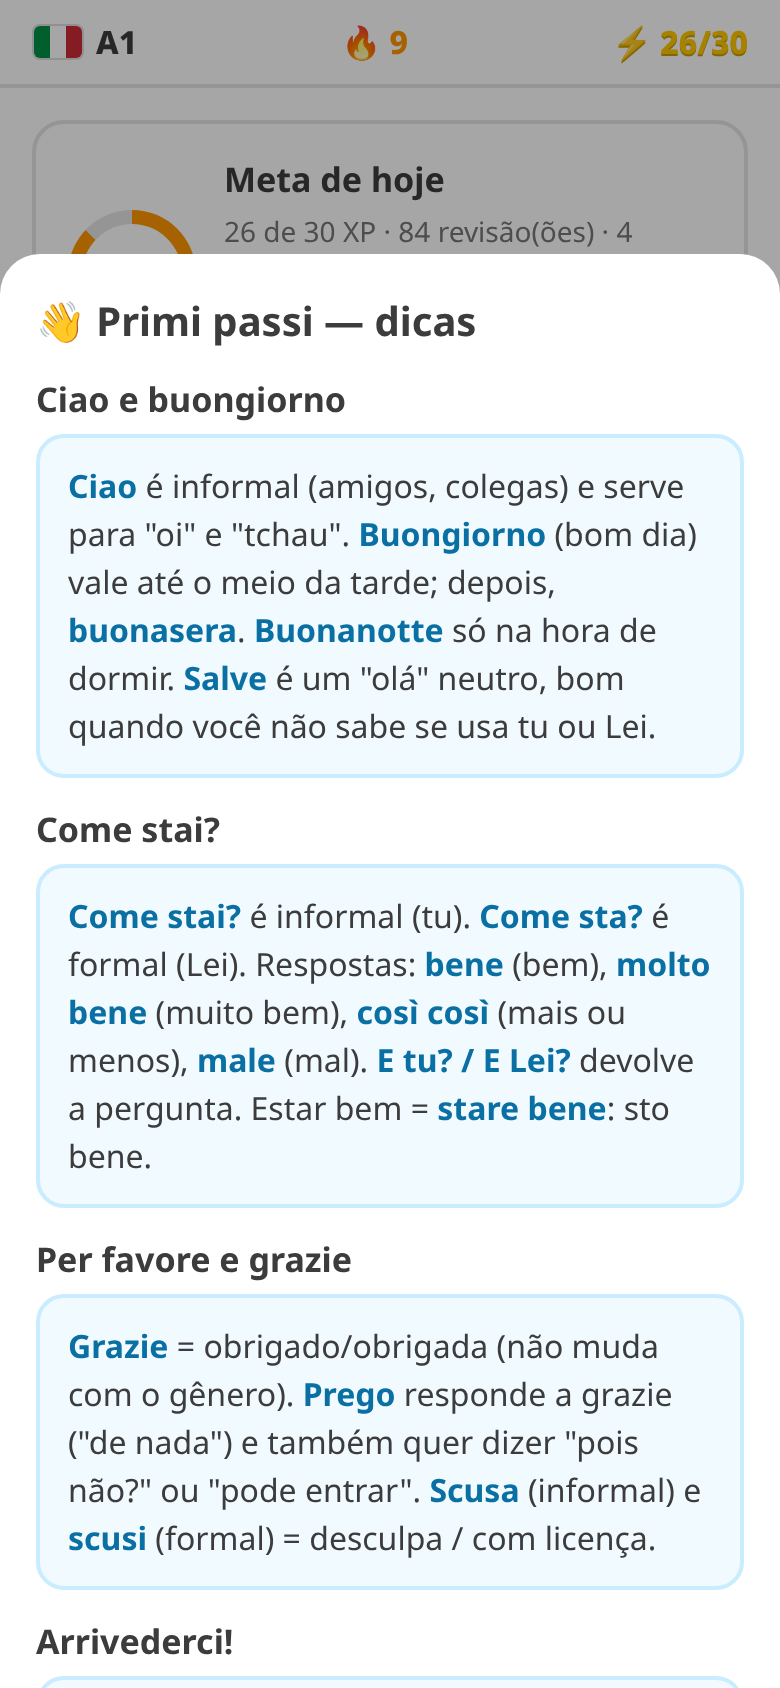 A1
9
26/30
Meta de hoje
26 de 30 XP · 84 revisão(ões) · 4
Primi passi — dicas
Ciao e buongiorno
Ciao é informal (amigos, colegas) e serve
para "oi" e "tchau". Buongiorno (bom dia)
vale até o meio da tarde; depois,
buonasera. Buonanotte só na hora de
dormir. Salve é um "olá" neutro, bom
quando você não sabe se usa tu ou Lei.
Come stai?
Come stai? é informal (tu). Come sta? é
formal (Lei). Respostas: bene (bem), molto
bene (muito bem), così così (mais ou
menos), male (mal). E tu? / E Lei? devolve
a pergunta. Estar bem = stare bene: sto
bene.
Per favore e grazie
Grazie = obrigado/obrigada (não muda
com o gênero). Prego responde a grazie
("de nada") e também quer dizer "pois
não?" ou "pode entrar". Scusa (informal) e
scusi (formal) = desculpa / com licença.
Arrivederci!